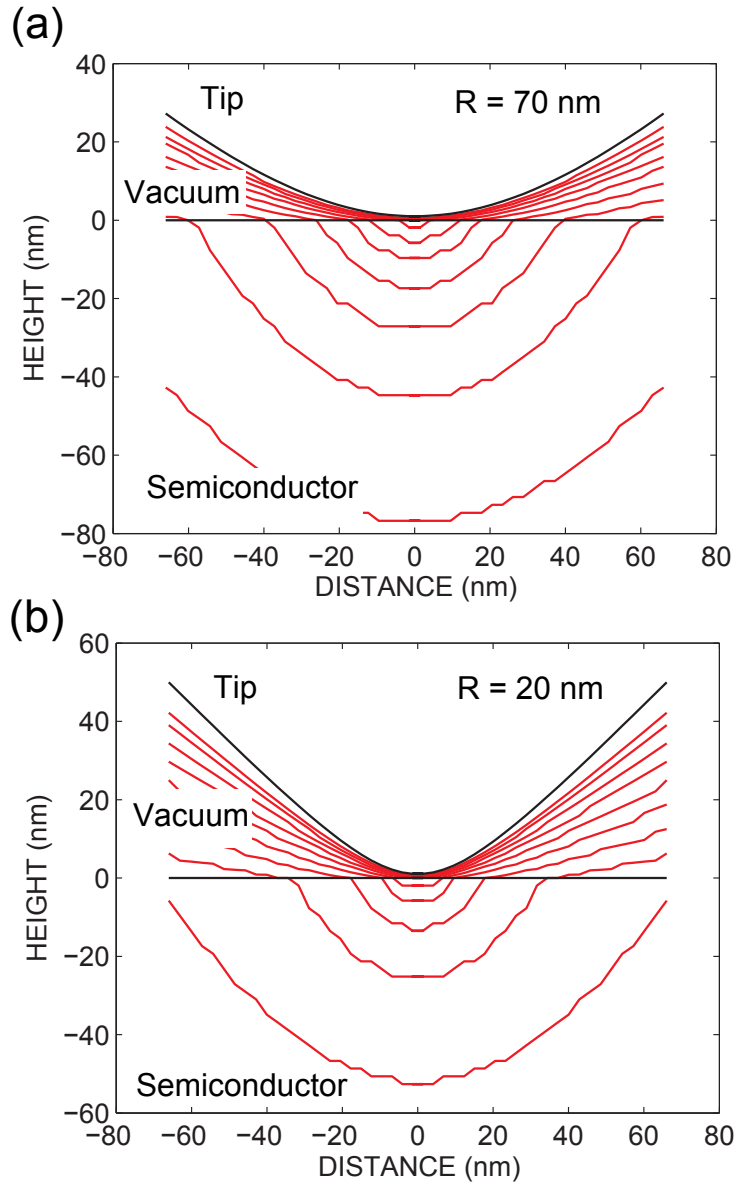 (a)
40
20
0
−20
−40
−60
−80
HEIGHT (nm)
Tip
R = 70 nm
Vacuum
Semiconductor
−80 −60 −40 −20 0 20 40 60 80
DISTANCE (nm)
(b)
60
40
20
0
−20
−40
−60
HEIGHT (nm)
Tip
R = 20 nm
Vacuum
Semiconductor
−80 −60 −40 −20 0 20 40 60 80
DISTANCE (nm)